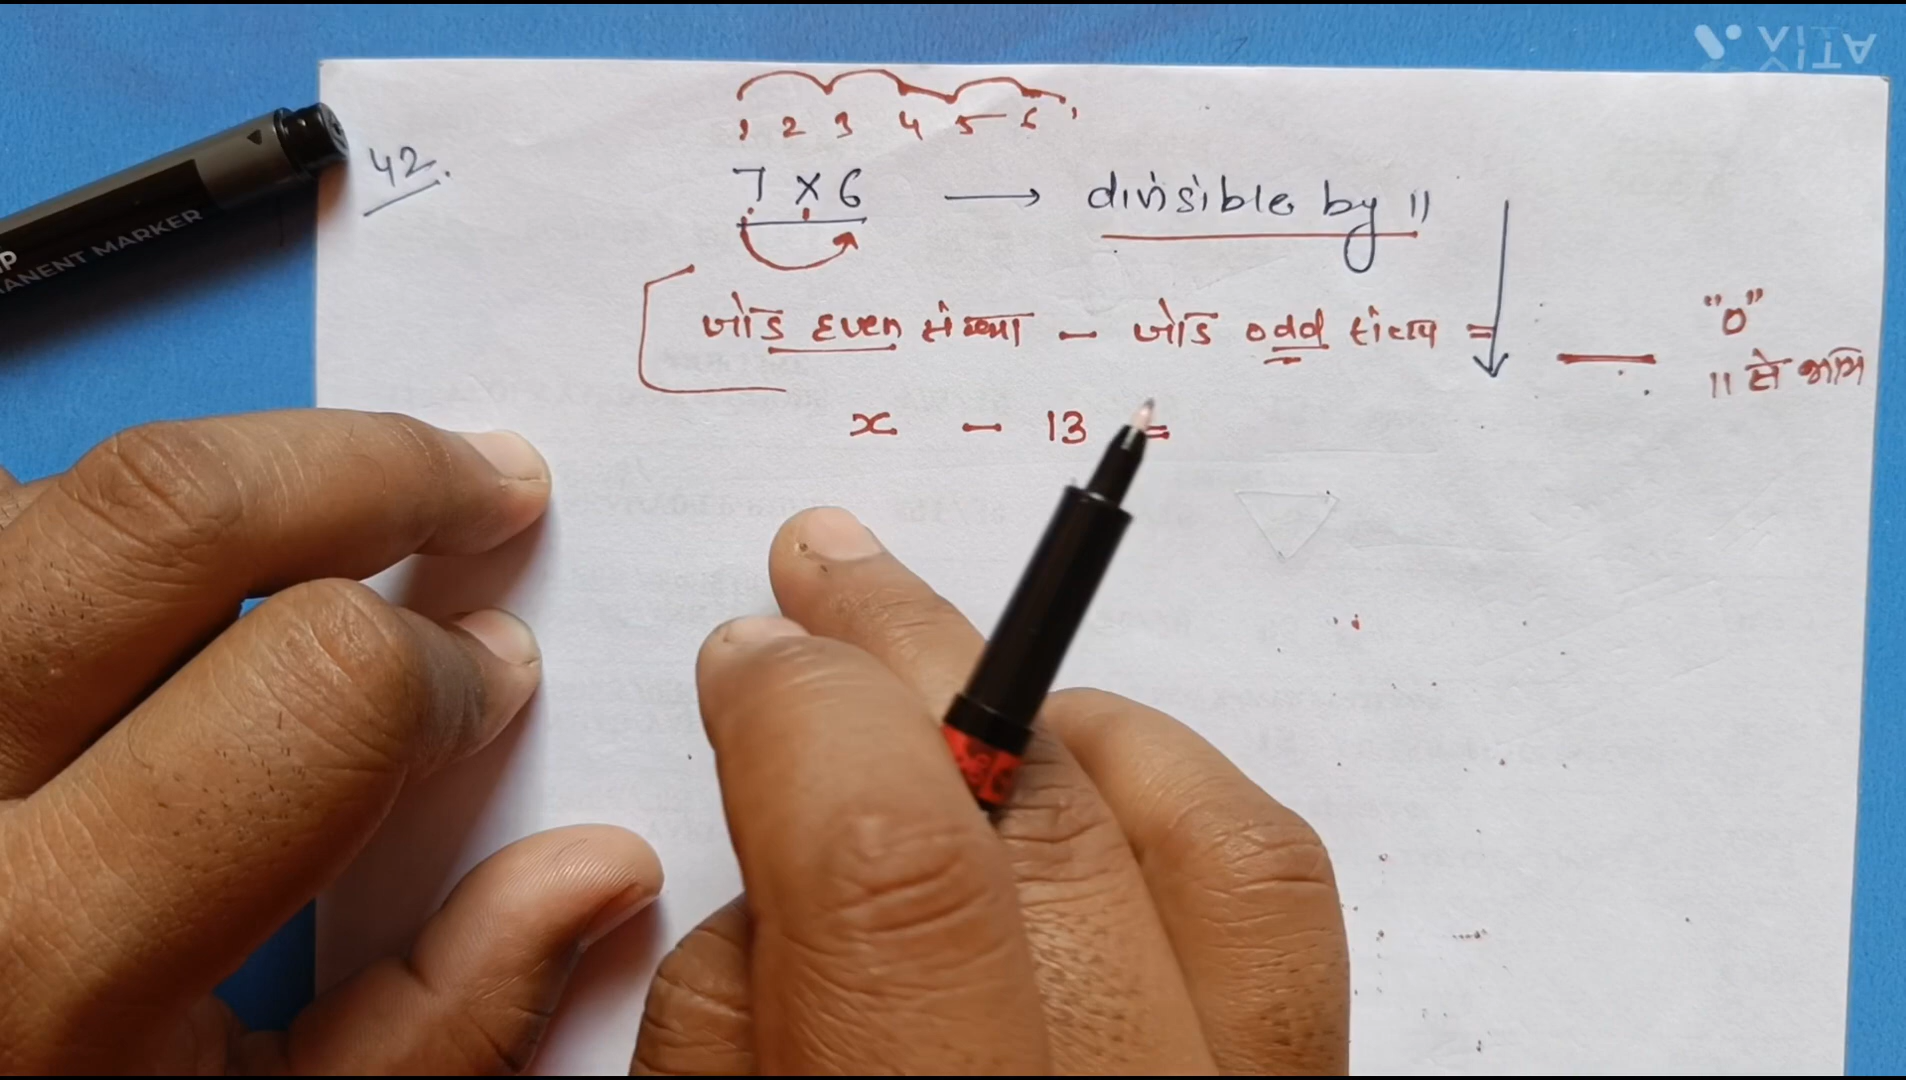 1 2 3 4 5 6 ,
42.
7 x 6 → divisible by 11
जोड even संख्या - जोड odd संख्या =
"0"
11 से भाग
x - 13 =
PERMANENT MARKER